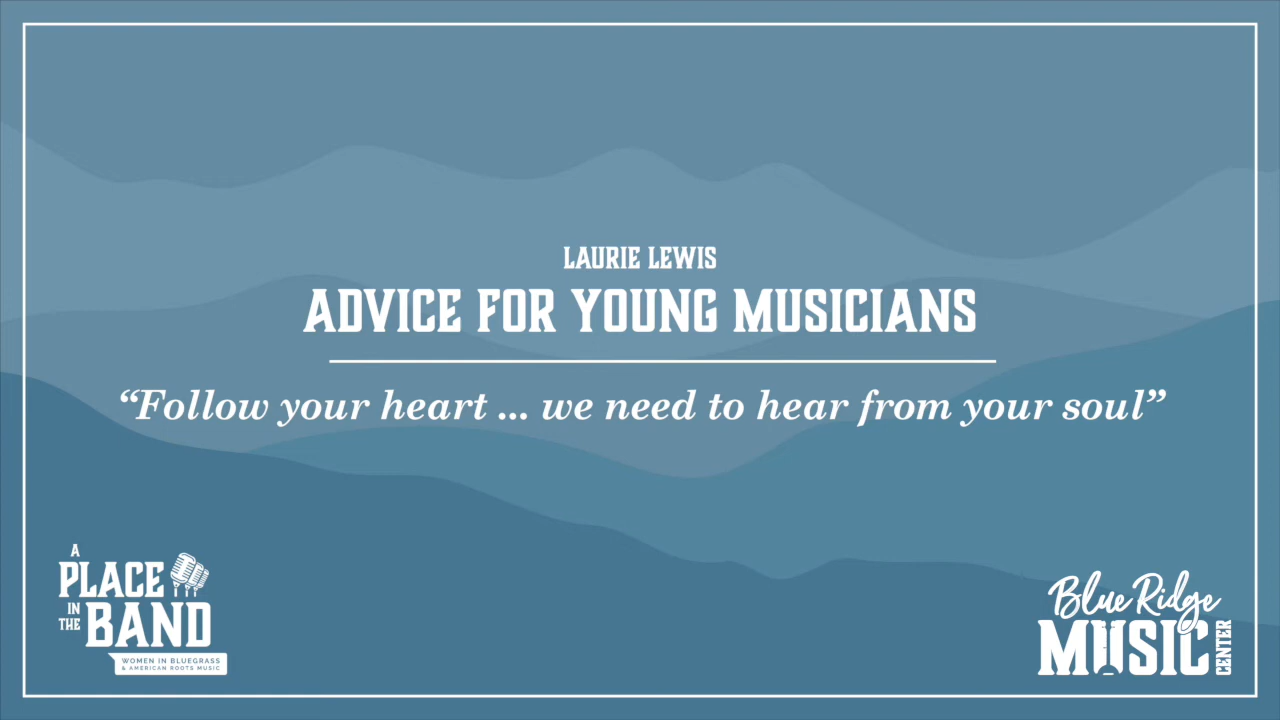 LAURIE LEWIS
ADVICE FOR YOUNG MUSICIANS
“Follow your heart ... we need to hear from your soul”
A
PLACE
IN THE
BAND
WOMEN IN BLUEGRASS
& AMERICAN ROOTS MUSIC
Blue Ridge
MUSIC
CENTER